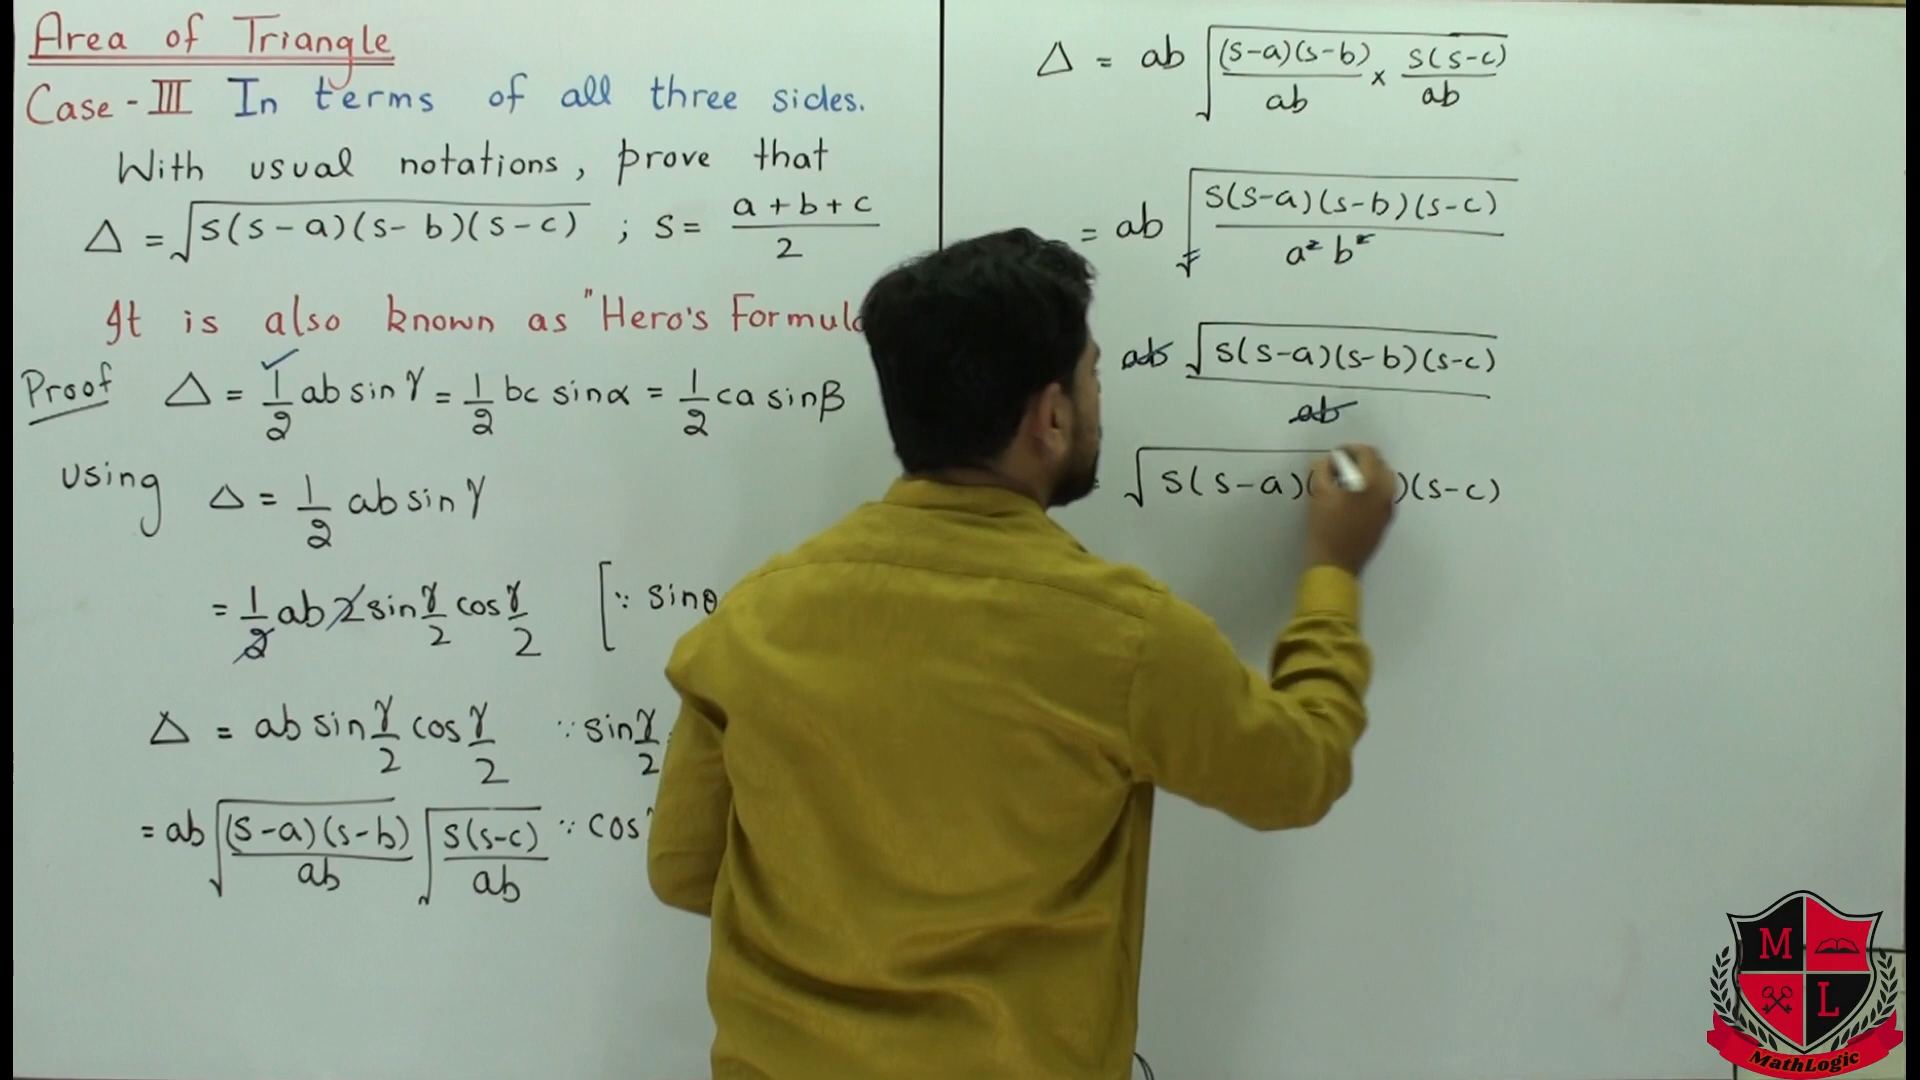 Area of Triangle
Case - III In terms of all three sides.
With usual notations, prove that
Δ = √s(s-a)(s-b)(s-c) ; s = a+b+c / 2
It is also known as "Hero's Formula
Proof Δ = 1/2 ab sin γ = 1/2 bc sin α = 1/2 ca sin β
using Δ = 1/2 ab sin γ
= 1/2 ab 2 sin γ/2 cos γ/2 [∵ sin θ
Δ = ab sin γ/2 cos γ/2 ∵ sin γ/2
= ab √(s-a)(s-b)/ab √s(s-c)/ab ∵ cos
Δ = ab √(s-a)(s-b)/ab × s(s-c)/ab
= ab √s(s-a)(s-b)(s-c)/a²b²
ab √s(s-a)(s-b)(s-c) / ab
√s(s-a)( )(s-c)
M L
MathLogic